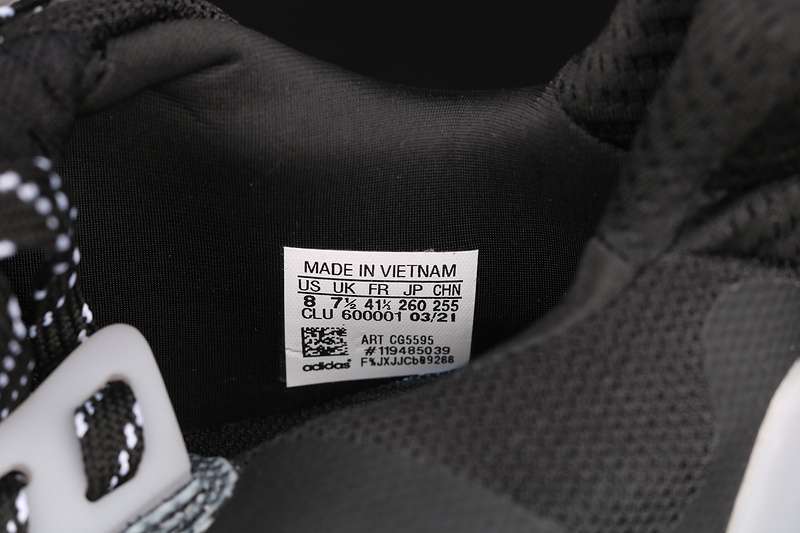 MADE IN VIETNAM
US UK FR JP CHN
8 7½ 41⅓ 260 255
CLU 600001 03/21
ART CG5595
#119485039
adidas F%JXJJCb89266